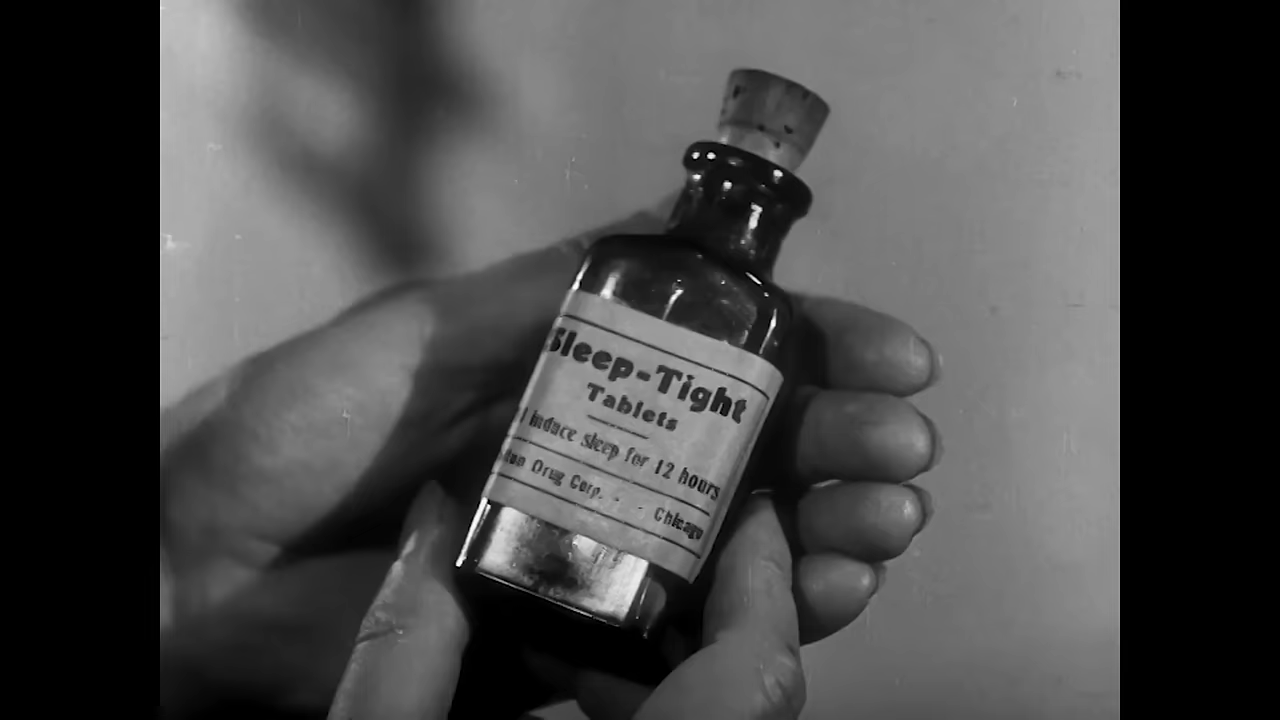 Sleep-Tight
Tablets
induce sleep for 12 hours
Drug Corp. - - Chicago